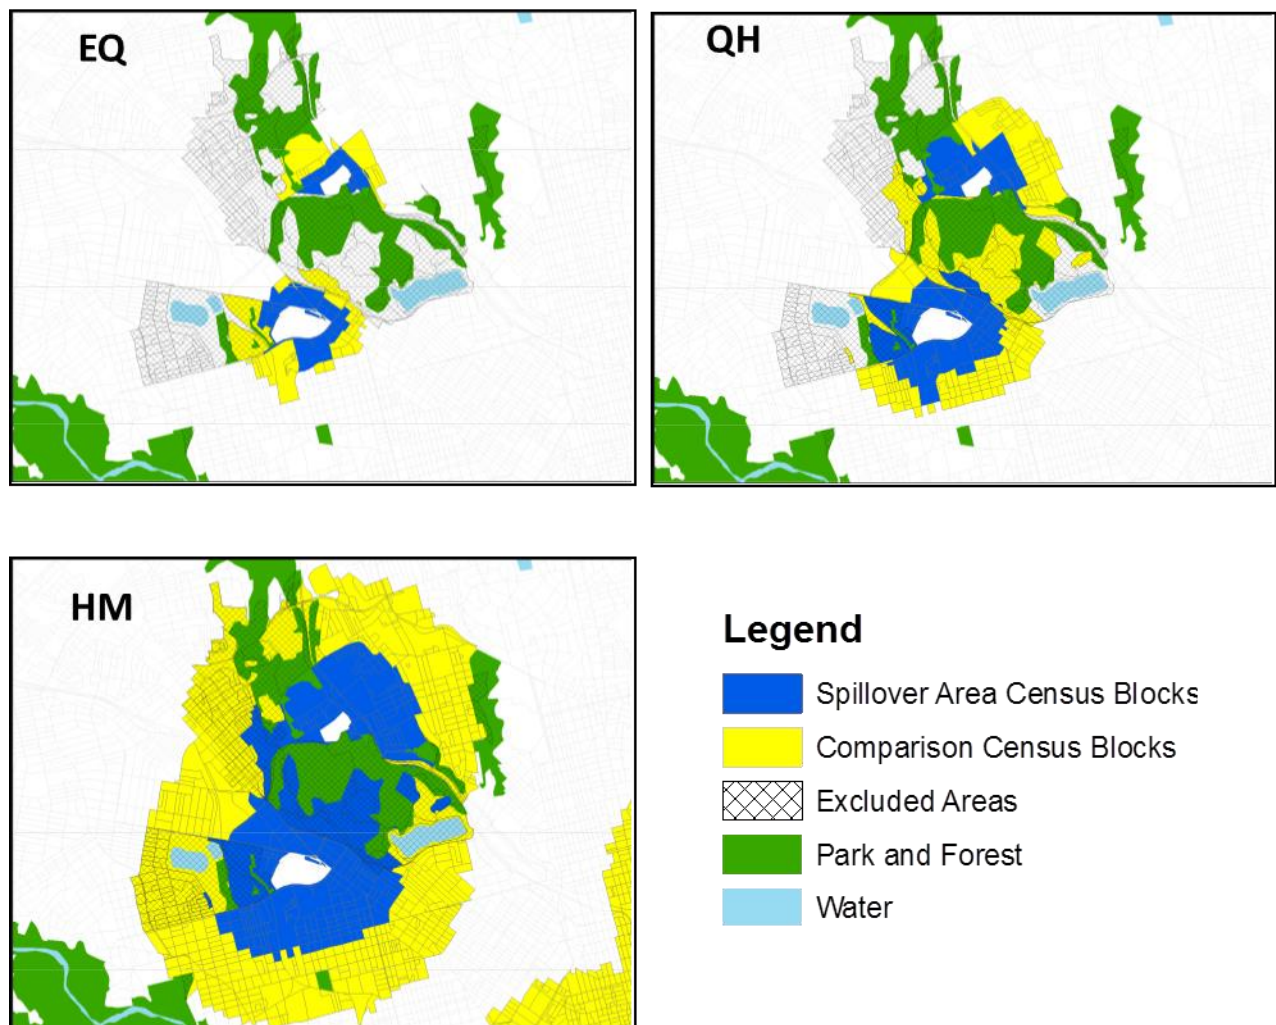 EQ
QH
HM
Legend
Spillover Area Census Blocks
Comparison Census Blocks
Excluded Areas
Park and Forest
Water